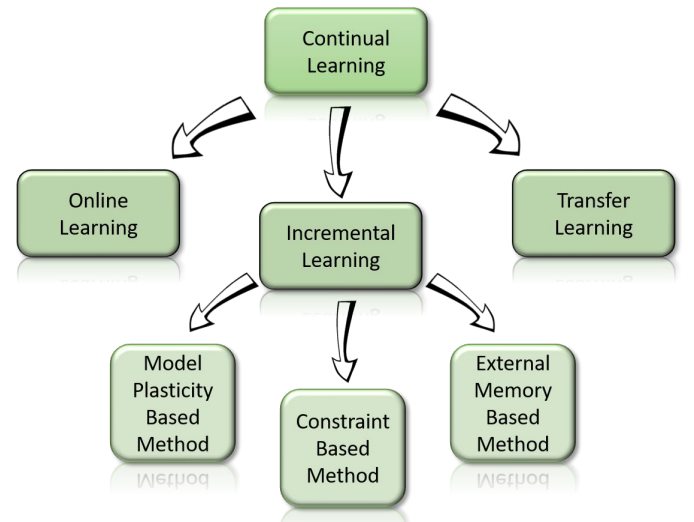 Continual
Learning
Online
Learning
Incremental
Learning
Transfer
Learning
Model
Plasticity
Based
Method
Constraint
Based
Method
External
Memory
Based
Method